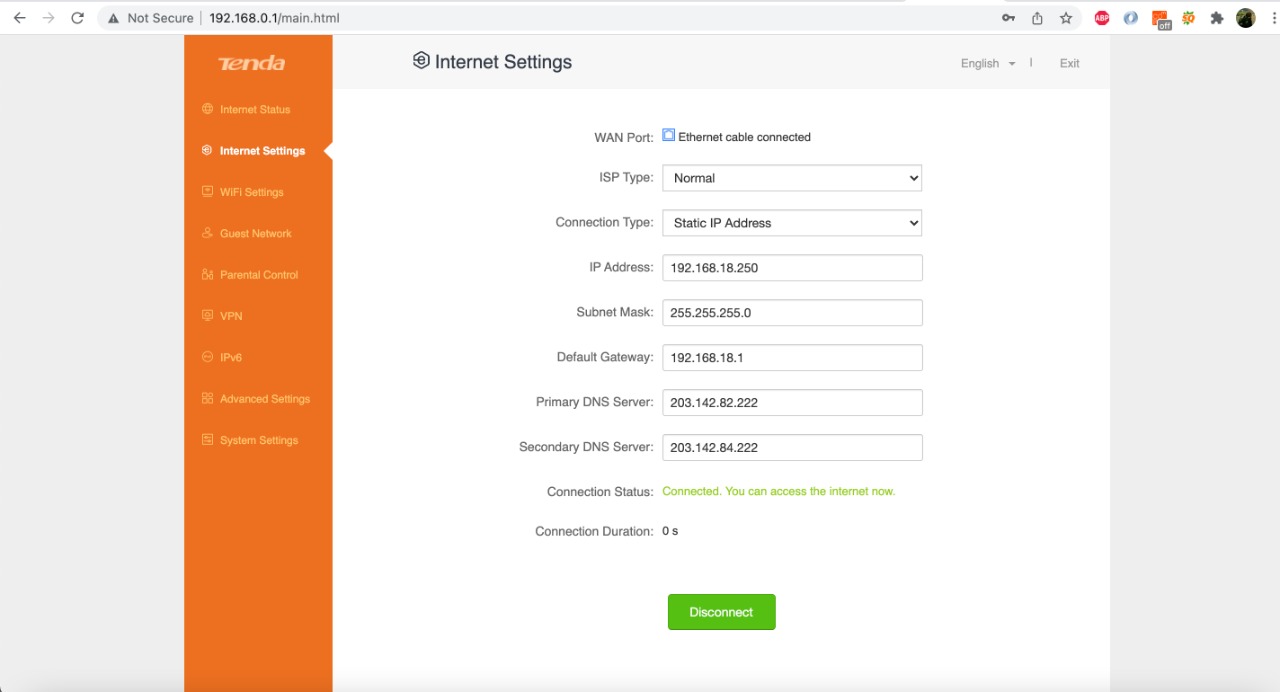 Not Secure | 192.168.0.1/main.html
ABP
off
Tenda
Internet Settings
English
Exit
Internet Status
Internet Settings
WiFi Settings
Guest Network
Parental Control
VPN
IPv6
Advanced Settings
System Settings
WAN Port: Ethernet cable connected
ISP Type: Normal
Connection Type: Static IP Address
IP Address: 192.168.18.250
Subnet Mask: 255.255.255.0
Default Gateway: 192.168.18.1
Primary DNS Server: 203.142.82.222
Secondary DNS Server: 203.142.84.222
Connection Status: Connected. You can access the internet now.
Connection Duration: 0 s
Disconnect